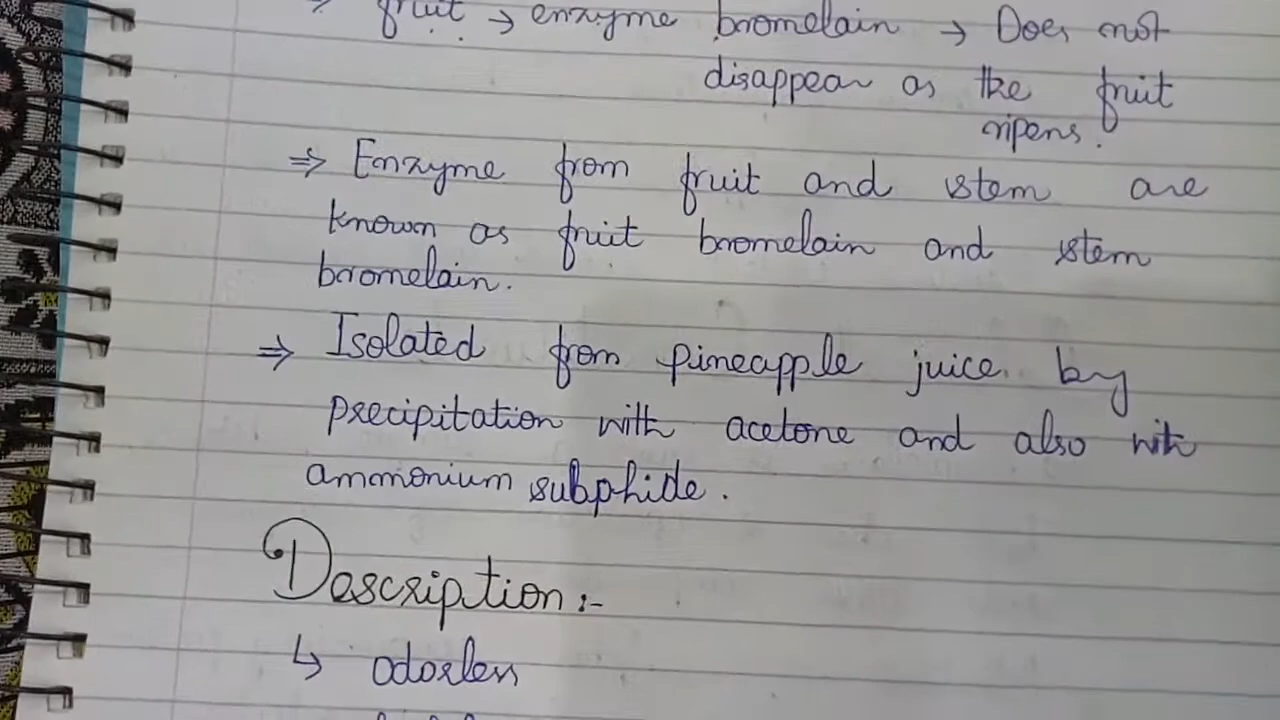 ⇒ fruit → enzyme bromelain → Does not
disappear as the fruit
ripens.
⇒ Enzyme from fruit and stem are
known as fruit bromelain and stem
bromelain.
⇒ Isolated from pineapple juice by
precipitation with acetone and also with
ammonium subphide.
Description :-
↳ odorless